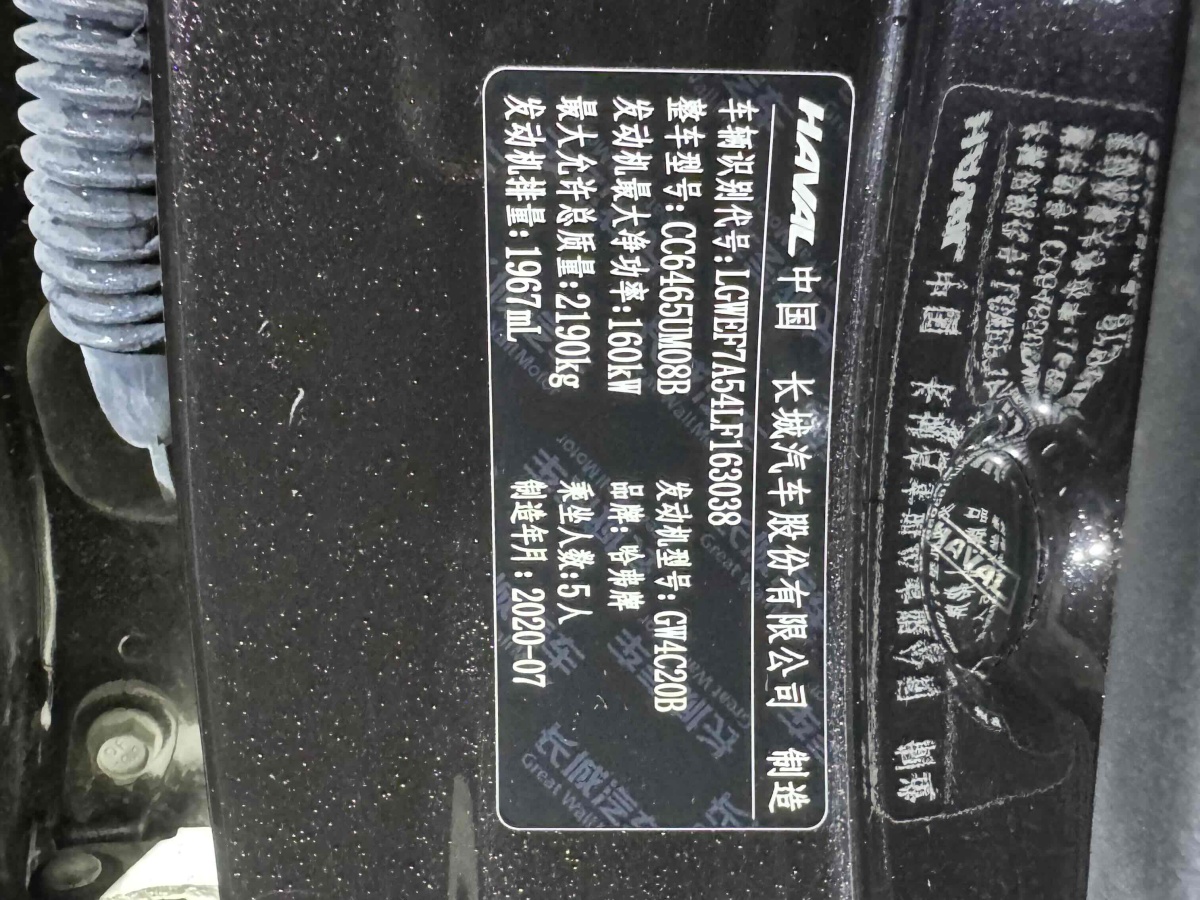 HAVAL 中国 长城汽车股份有限公司 制造
车辆识别代号:LGWEF7A54LF163038
整车型号:CC6465UM08B 发动机型号:GW4C20B
发动机最大净功率:160kW 品牌:哈弗牌
最大允许总质量:2190kg 乘坐人数:5人
发动机排量:1967mL 制造年月:2020-07